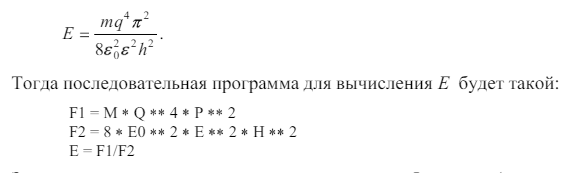 E = mq⁴π² / 8ε₀²ε²h².
Тогда последовательная программа для вычисления E будет такой:
F1 = M * Q ** 4 * P ** 2
F2 = 8 * E0 ** 2 * E ** 2 * H ** 2
E = F1/F2